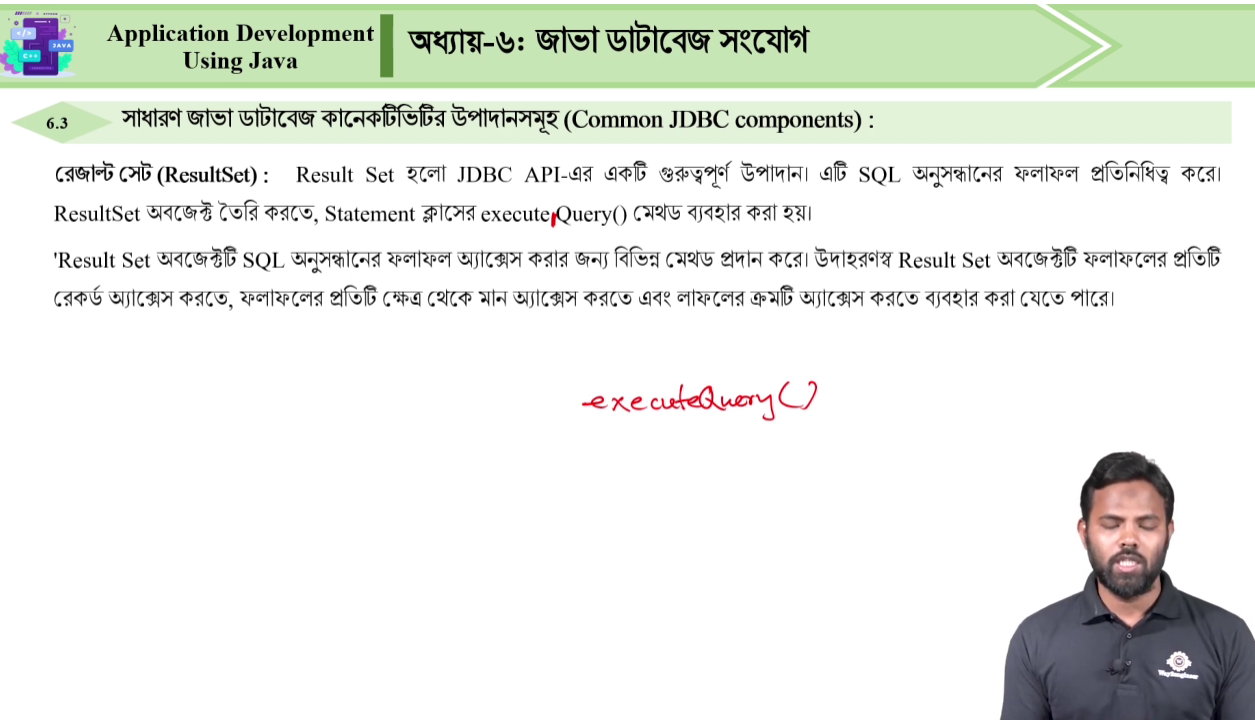 Application Development
Using Java
অধ্যায়-৬: জাভা ডাটাবেজ সংযোগ
6.3
সাধারণ জাভা ডাটাবেজ কানেকটিভিটির উপাদানসমূহ (Common JDBC components) :
রেজাল্ট সেট (ResultSet) : Result Set হলো JDBC API-এর একটি গুরুত্বপূর্ণ উপাদান। এটি SQL অনুসন্ধানের ফলাফল প্রতিনিধিত্ব করে।
ResultSet অবজেক্ট তৈরি করতে, Statement ক্লাসের execute Query() মেথড ব্যবহার করা হয়।
'Result Set অবজেক্টটি SQL অনুসন্ধানের ফলাফল অ্যাক্সেস করার জন্য বিভিন্ন মেথড প্রদান করে। উদাহরণস্ব Result Set অবজেক্টটি ফলাফলের প্রতিটি
রেকর্ড অ্যাক্সেস করতে, ফলাফলের প্রতিটি ক্ষেত্র থেকে মান অ্যাক্সেস করতে এবং লাফলের ক্রমটি অ্যাক্সেস করতে ব্যবহার করা যেতে পারে।
executeQuery()